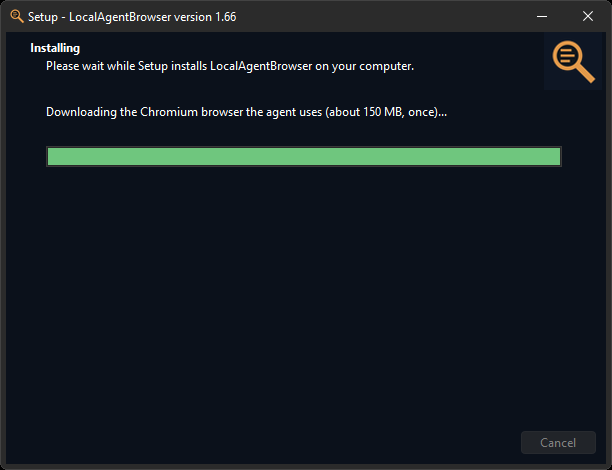 Setup - LocalAgentBrowser version 1.66
Installing
Please wait while Setup installs LocalAgentBrowser on your computer.
Downloading the Chromium browser the agent uses (about 150 MB, once)...
Cancel